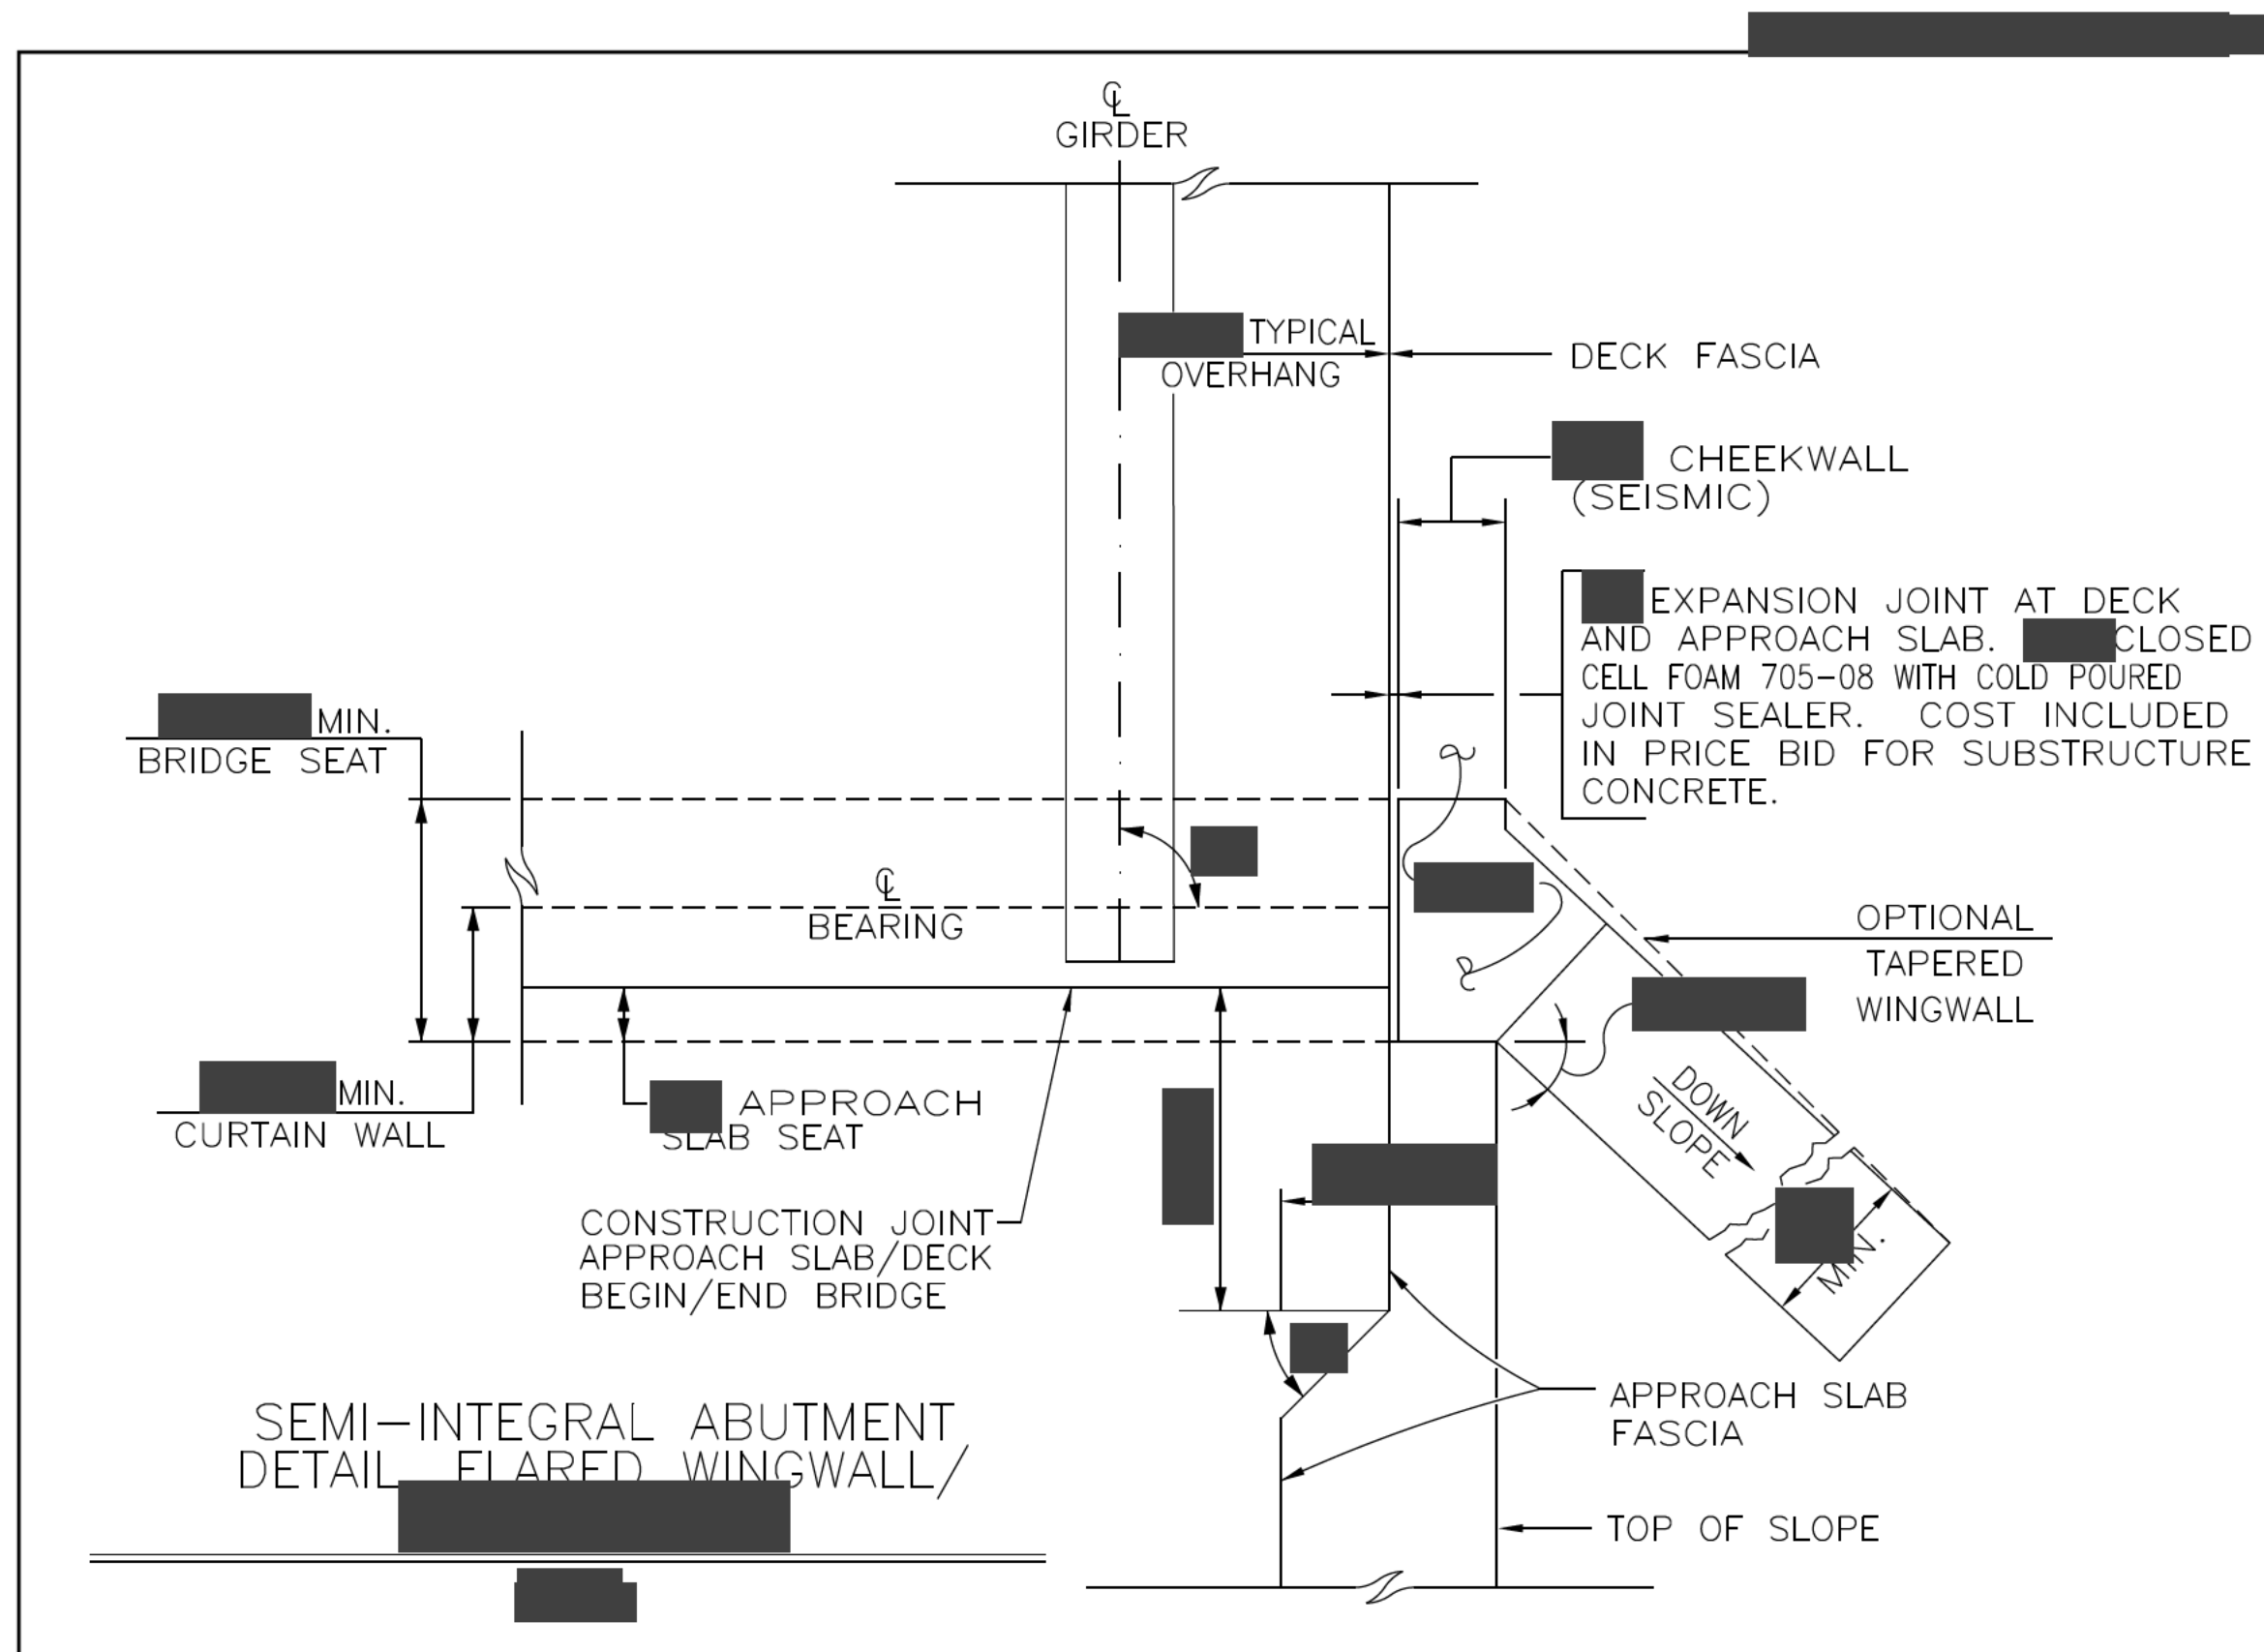 ℄
GIRDER
TYPICAL
OVERHANG
DECK FASCIA
CHEEKWALL
(SEISMIC)
EXPANSION JOINT AT DECK
AND APPROACH SLAB. CLOSED
CELL FOAM 705-08 WITH COLD POURED
JOINT SEALER. COST INCLUDED
IN PRICE BID FOR SUBSTRUCTURE
CONCRETE.
MIN.
BRIDGE SEAT
℄
BEARING
OPTIONAL
TAPERED
WINGWALL
MIN.
CURTAIN WALL
APPROACH
SLAB SEAT
DOWN
SLOPE
MIN.
CONSTRUCTION JOINT
APPROACH SLAB/DECK
BEGIN/END BRIDGE
APPROACH SLAB
FASCIA
SEMI-INTEGRAL ABUTMENT
DETAIL FLARED WINGWALL/
TOP OF SLOPE